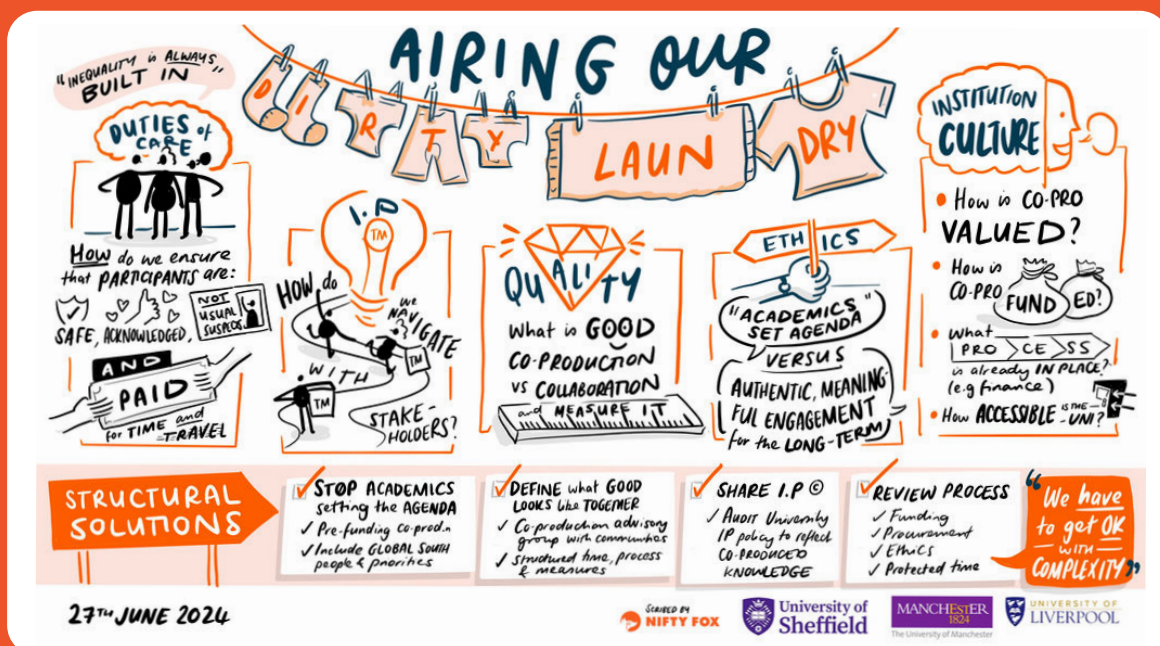 AIRING OUR
DIRTY LAUN DRY
"INEQUALITY is ALWAYS
BUILT IN"
DUTIES of
CARE
HOW do we ensure
that PARTICIPANTS are:
SAFE, ACKNOWLEDGED,
NOT
USUAL
SUSPECTS
AND
PAID
for TIME and
TRAVEL
I.P
TM
HOW do
we
NAVIGATE
TM
WITH
TM
STAKE-
HOLDERS?
QUALITY
What is GOOD
CO-PRODUCTION
vs COLLABORATION
and MEASURE IT
ETHICS
"ACADEMICS
SET AGENDA"
VERSUS
AUTHENTIC, MEANING-
FUL ENGAGEMENT
for the LONG-TERM
INSTITUTION
CULTURE
• How is CO-PRO
VALUED?
• How is
CO-PRO
FUND ED?
• What
PRO CE SS
is already IN PLACE?
(e.g finance)
• How ACCESSIBLE IS THE UNI?
STRUCTURAL
SOLUTIONS
STOP ACADEMICS
setting the AGENDA
✓ Pre-funding Co-prod.n
✓ Include GLOBAL SOUTH
people & priorities
DEFINE what GOOD
LOOKS like TOGETHER
✓ Co-production advisory
group with communities
✓ Structured time, process
& measures
SHARE I.P ©
✓ AUDIT University
IP policy to reflect
CO-PRODUCED
KNOWLEDGE
REVIEW PROCESS
✓ Funding
✓ Procurement
✓ Ethics
✓ Protected time
"We have
to get OK
WITH
COMPLEXITY"
27TH JUNE 2024
SCRIBED BY
NIFTY FOX
University of
Sheffield
MANCHESTER
1824
The University of Manchester
UNIVERSITY OF
LIVERPOOL